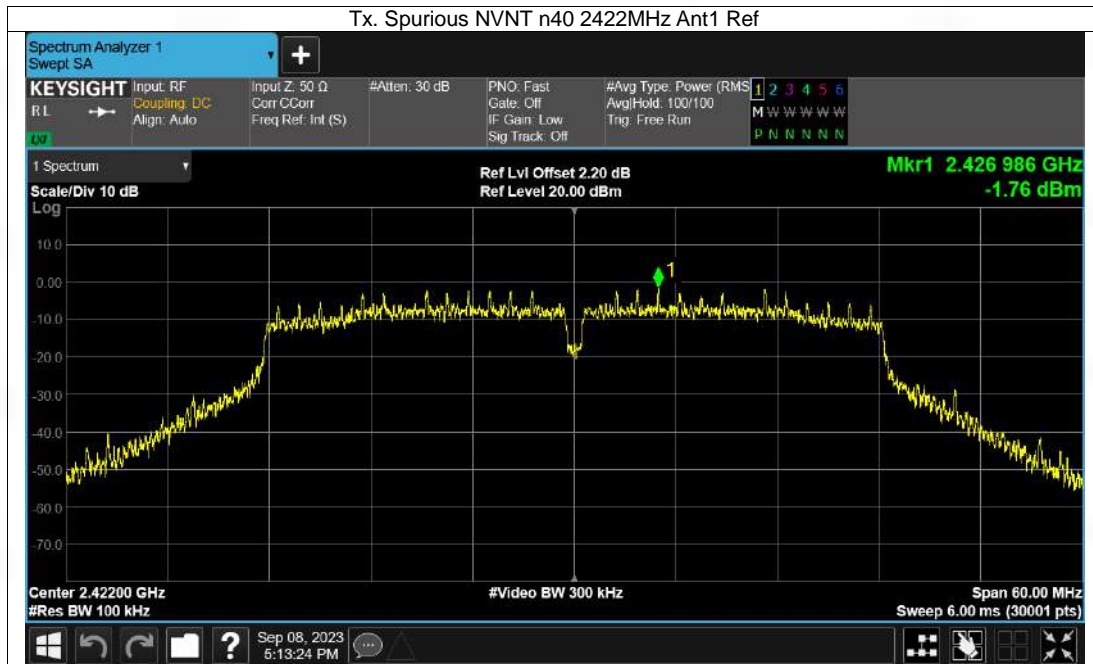 Tx. Spurious NVNT n40 2422MHz Ant1 Ref
Spectrum Analyzer 1
Swept SA
+
KEYSIGHT Input: RF Input Z: 50 Ω #Atten: 30 dB PNO: Fast #Avg Type: Power (RMS 1 2 3 4 5 6
R L Coupling: DC Corr CCorr Gate: Off Avg|Hold: 100/100 M W W W W W
Align: Auto Freq Ref: Int (S) IF Gain: Low Trig: Free Run
Sig Track: Off P N N N N N
LXI
1 Spectrum Ref Lvl Offset 2.20 dB Mkr1 2.426 986 GHz
Scale/Div 10 dB Ref Level 20.00 dBm -1.76 dBm
Log
10.0
1
0.00
-10.0
-20.0
-30.0
-40.0
-50.0
-60.0
-70.0
Center 2.42200 GHz #Video BW 300 kHz Span 60.00 MHz
#Res BW 100 kHz Sweep 6.00 ms (30001 pts)
? Sep 08, 2023
5:13:24 PM